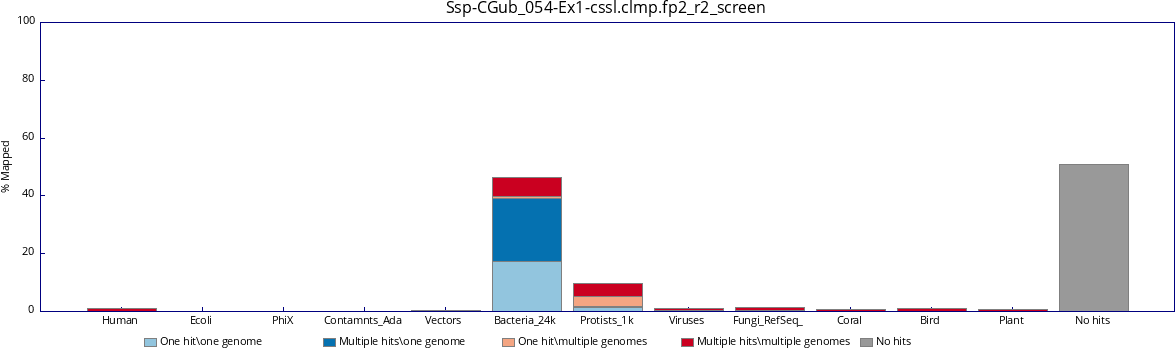 Ssp-CGub_054-Ex1-cssl.clmp.fp2_r2_screen
100
80
60
40
20
0
% Mapped
Human Ecoli PhiX Contamnts_Ada Vectors Bacteria_24k Protists_1k Viruses Fungi_RefSeq_ Coral Bird Plant No hits
One hit\one genome Multiple hits\one genome One hit\multiple genomes Multiple hits\multiple genomes No hits